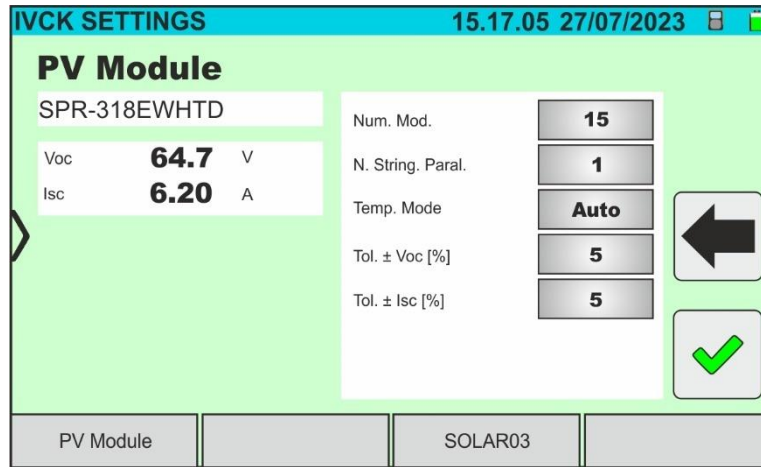 IVCK SETTINGS 15.17.05 27/07/2023
PV Module
SPR-318EWHTD
Voc 64.7 V
Isc 6.20 A
Num. Mod. 15
N. String. Paral. 1
Temp. Mode Auto
Tol. ± Voc [%] 5
Tol. ± Isc [%] 5
PV Module SOLAR03